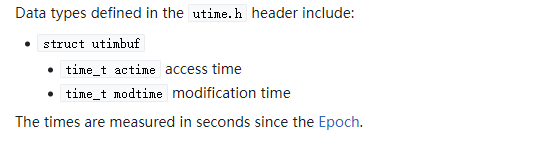 Data types defined in the utime.h header include:
struct utimbuf
time_t actime access time
time_t modtime modification time
The times are measured in seconds since the Epoch.